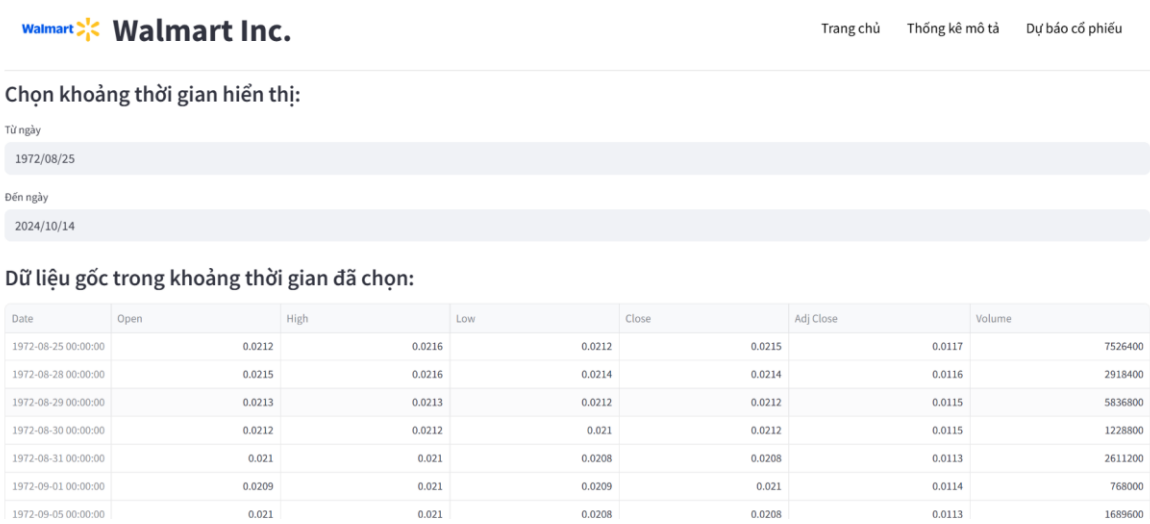 Walmart Walmart Inc. Trang chủ Thống kê mô tả Dự báo cổ phiếu
Chọn khoảng thời gian hiển thị:
Từ ngày
1972/08/25
Đến ngày
2024/10/14
Dữ liệu gốc trong khoảng thời gian đã chọn:
Date Open High Low Close Adj Close Volume
1972-08-25 00:00:00 0.0212 0.0216 0.0212 0.0215 0.0117 7526400
1972-08-28 00:00:00 0.0215 0.0216 0.0214 0.0214 0.0116 2918400
1972-08-29 00:00:00 0.0213 0.0213 0.0212 0.0212 0.0115 5836800
1972-08-30 00:00:00 0.0212 0.0212 0.021 0.0212 0.0115 1228800
1972-08-31 00:00:00 0.021 0.021 0.0208 0.0208 0.0113 2611200
1972-09-01 00:00:00 0.0209 0.021 0.0209 0.021 0.0114 768000
1972-09-05 00:00:00 0.021 0.021 0.0208 0.0208 0.0113 1689600